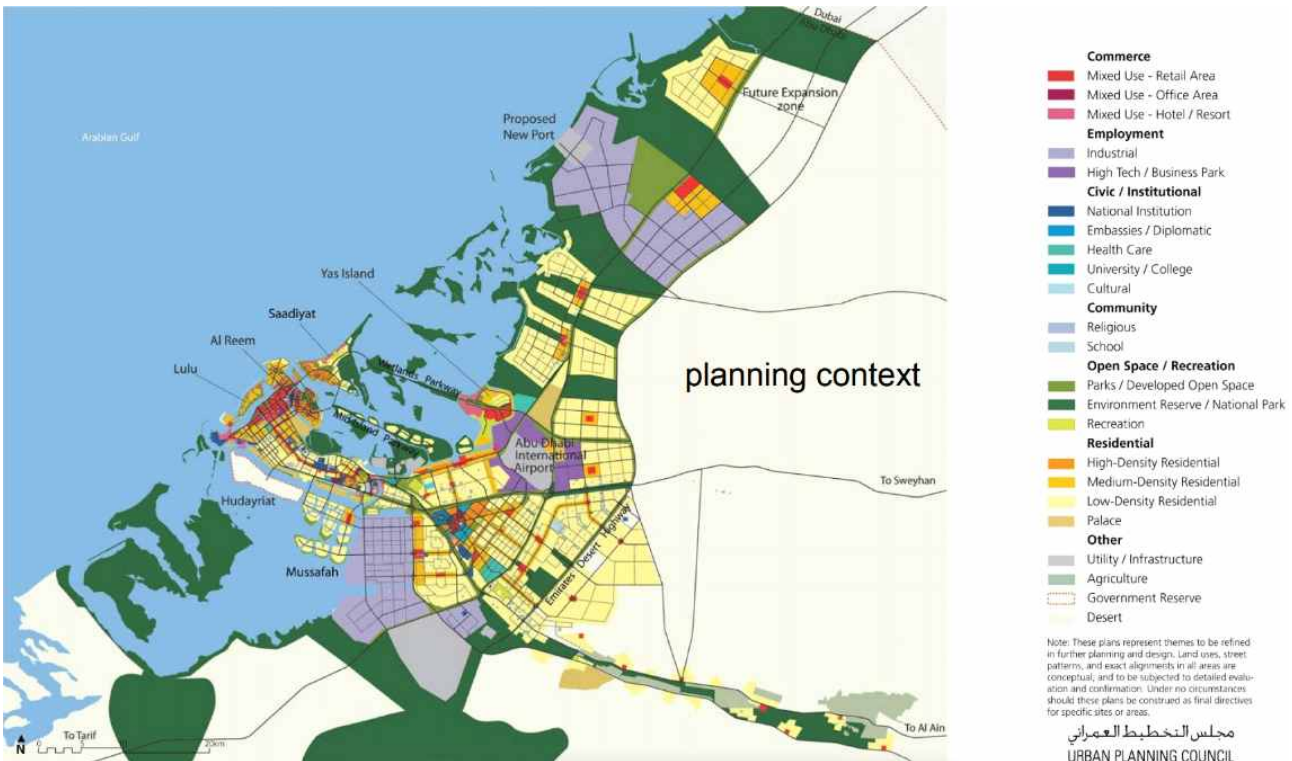 Dubai
Abu Dhabi
Future Expansion
zone
Proposed
New Port
Arabian Gulf
Yas Island
Saadiyat
Al Reem
Lulu
Wetlands Parkway
Mid-Island Parkway
planning context
Abu Dhabi
International
Airport
To Sweyhan
Hudayriat
Emirates Desert Highway
Mussafah
To Al Ain
To Tarif
N
0
5
10
20km
Commerce
Mixed Use - Retail Area
Mixed Use - Office Area
Mixed Use - Hotel / Resort
Employment
Industrial
High Tech / Business Park
Civic / Institutional
National Institution
Embassies / Diplomatic
Health Care
University / College
Cultural
Community
Religious
School
Open Space / Recreation
Parks / Developed Open Space
Environment Reserve / National Park
Recreation
Residential
High-Density Residential
Medium-Density Residential
Low-Density Residential
Palace
Other
Utility / Infrastructure
Agriculture
Government Reserve
Desert
Note: These plans represent themes to be refined
in further planning and design. Land uses, street
patterns, and exact alignments in all areas are
conceptual, and to be subjected to detailed evalu-
ation and confirmation. Under no circumstances
should these plans be construed as final directives
for specific sites or areas.
مجلس التخطيط العمراني
URBAN PLANNING COUNCIL